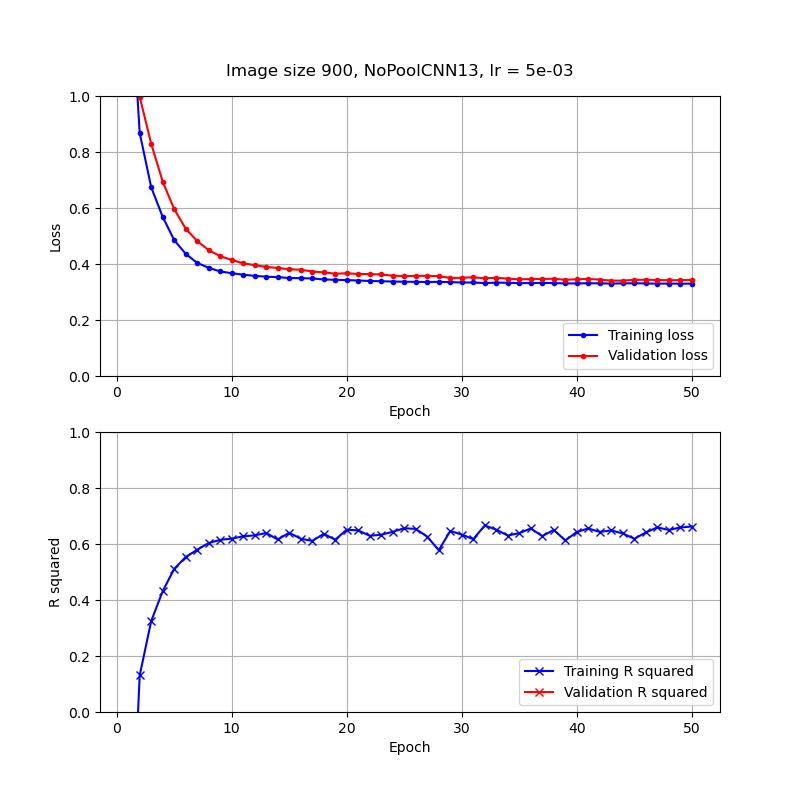 Image size 900, NoPoolCNN13, lr = 5e-03
1.0
0.8
0.6
0.4
0.2
0.0
Loss
0 10 20 30 40 50
Epoch
Training loss
Validation loss
1.0
0.8
0.6
0.4
0.2
0.0
R squared
0 10 20 30 40 50
Epoch
Training R squared
Validation R squared